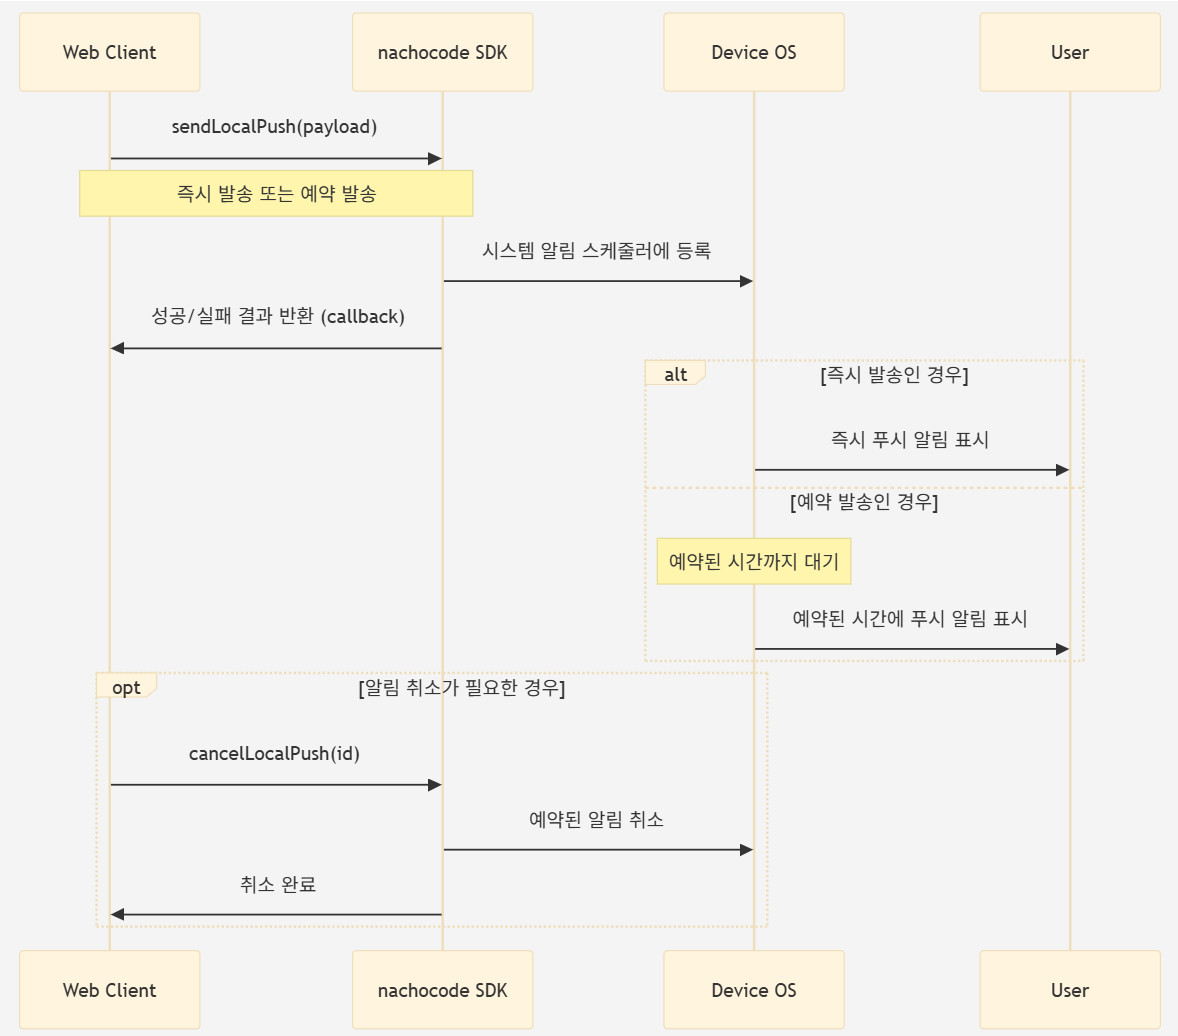 Web Client
nachocode SDK
Device OS
User
sendLocalPush(payload)
즉시 발송 또는 예약 발송
시스템 알림 스케줄러에 등록
성공/실패 결과 반환 (callback)
alt
[즉시 발송인 경우]
즉시 푸시 알림 표시
[예약 발송인 경우]
예약된 시간까지 대기
예약된 시간에 푸시 알림 표시
opt
[알림 취소가 필요한 경우]
cancelLocalPush(id)
예약된 알림 취소
취소 완료
Web Client
nachocode SDK
Device OS
User